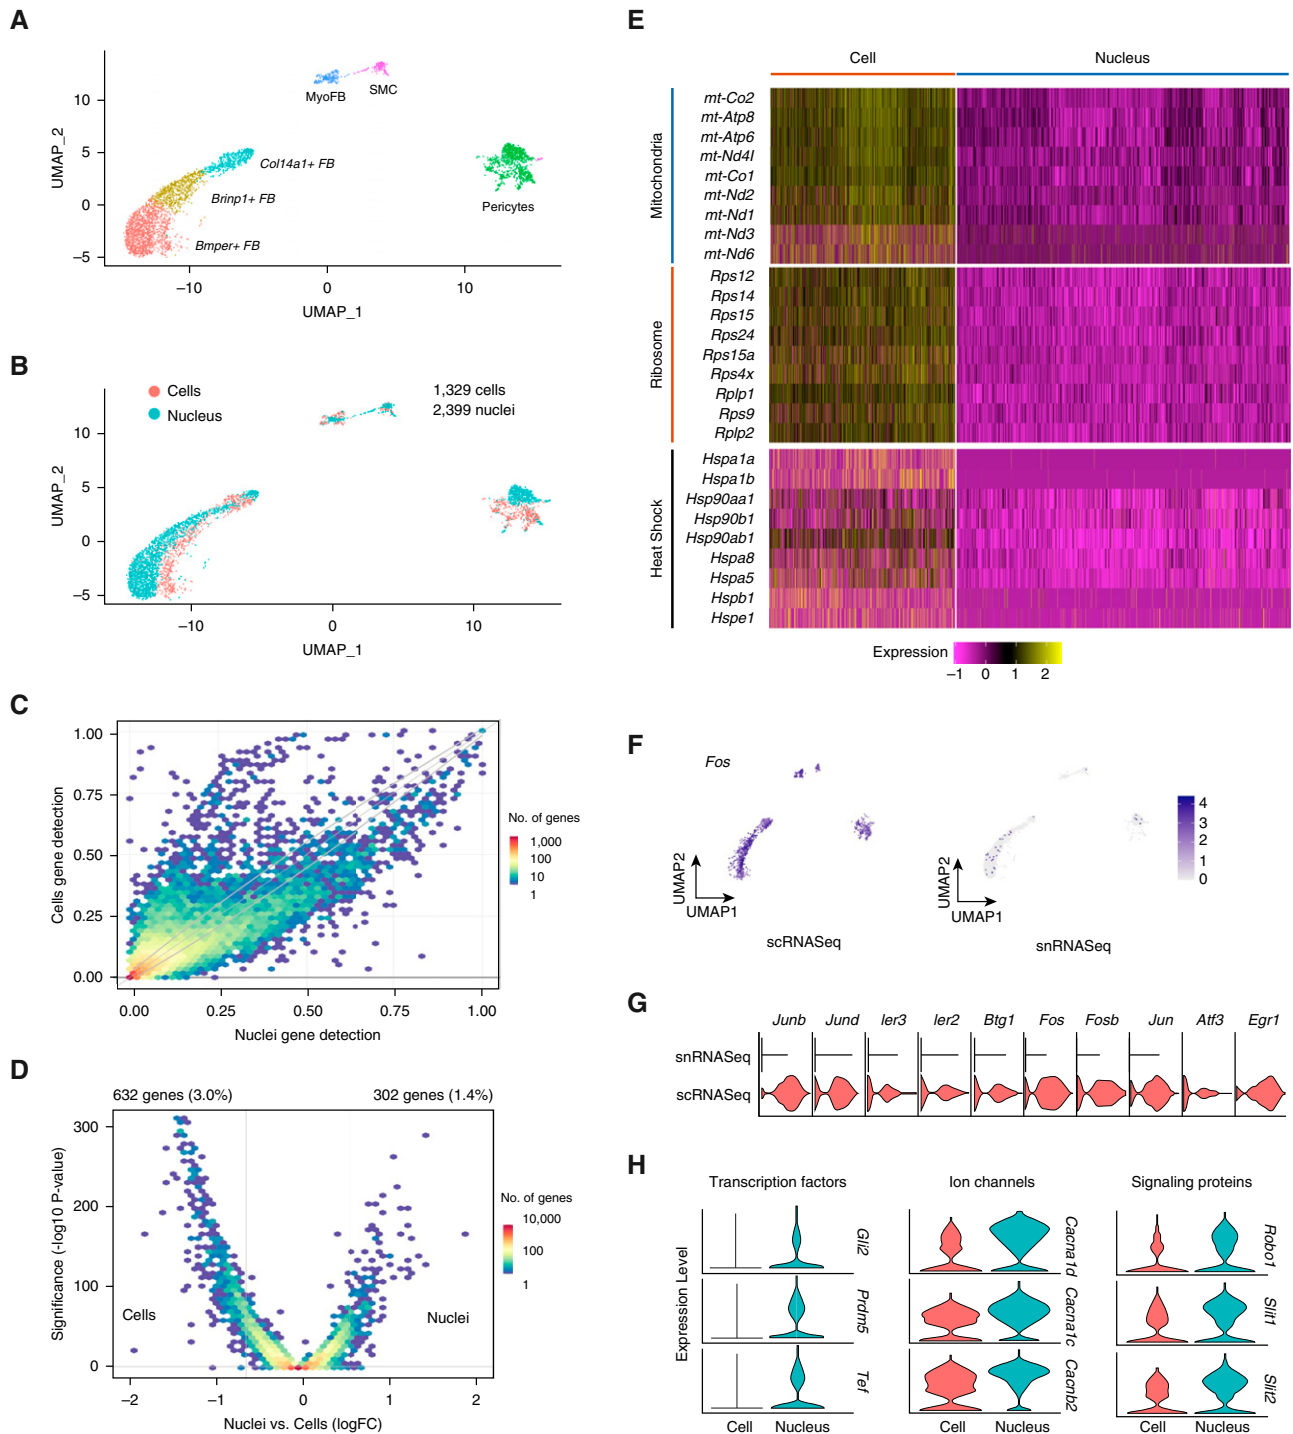 A
UMAP_2
10
5
0
−5
−10
0
10
UMAP_1
MyoFB
SMC
Col14a1+ FB
Brinp1+ FB
Bmper+ FB
Pericytes
B
Cells
Nucleus
1,329 cells
2,399 nuclei
UMAP_2
10
5
0
−5
−10
0
10
UMAP_1
C
Cells gene detection
1.00
0.75
0.50
0.25
0.00
0.00
0.25
0.50
0.75
1.00
Nuclei gene detection
No. of genes
1,000
100
10
1
D
632 genes (3.0%)
302 genes (1.4%)
Significance (-log10 P-value)
300
200
100
0
Cells
Nuclei
−2
−1
0
1
2
Nuclei vs. Cells (logFC)
No. of genes
10,000
100
1
E
Cell
Nucleus
Mitochondria
mt-Co2
mt-Atp8
mt-Atp6
mt-Nd4l
mt-Co1
mt-Nd2
mt-Nd1
mt-Nd3
mt-Nd6
Ribosome
Rps12
Rps14
Rps15
Rps24
Rps15a
Rps4x
Rplp1
Rps9
Rplp2
Heat Shock
Hspa1a
Hspa1b
Hsp90aa1
Hsp90b1
Hsp90ab1
Hspa8
Hspa5
Hspb1
Hspe1
Expression
−1 0 1 2
F
Fos
UMAP2
UMAP1
scRNASeq
UMAP2
UMAP1
snRNASeq
4
3
2
1
0
G
Junb Jund Ier3 Ier2 Btg1 Fos Fosb Jun Atf3 Egr1
snRNASeq
scRNASeq
H
Transcription factors
Ion channels
Signaling proteins
Expression Level
Gli2
Prdm5
Tef
Cacna1d
Cacna1c
Cacnb2
Robo1
Slit1
Slit2
Cell Nucleus
Cell Nucleus
Cell Nucleus